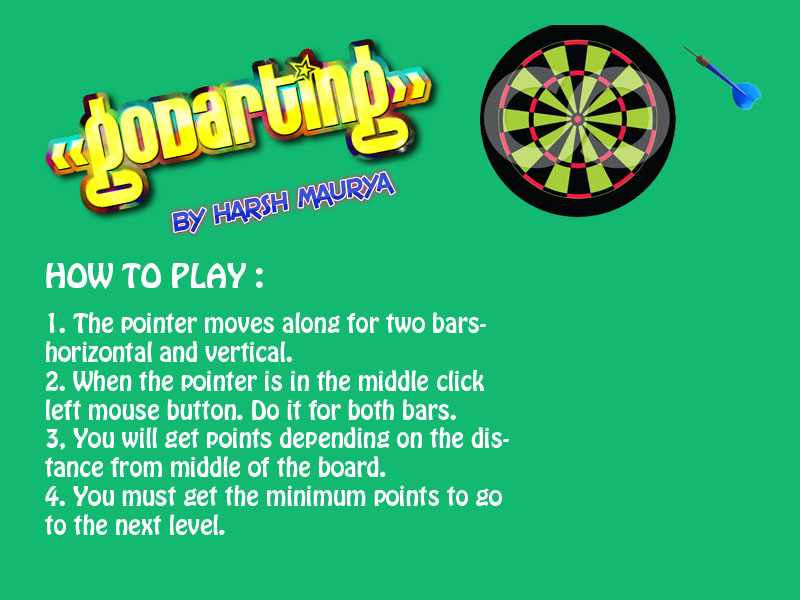 «goDarting»
BY HARSH MAURYA
HOW TO PLAY :
1. The pointer moves along for two bars-
horizontal and vertical.
2. When the pointer is in the middle click
left mouse button. Do it for both bars.
3, You will get points depending on the dis-
tance from middle of the board.
4. You must get the minimum points to go
to the next level.